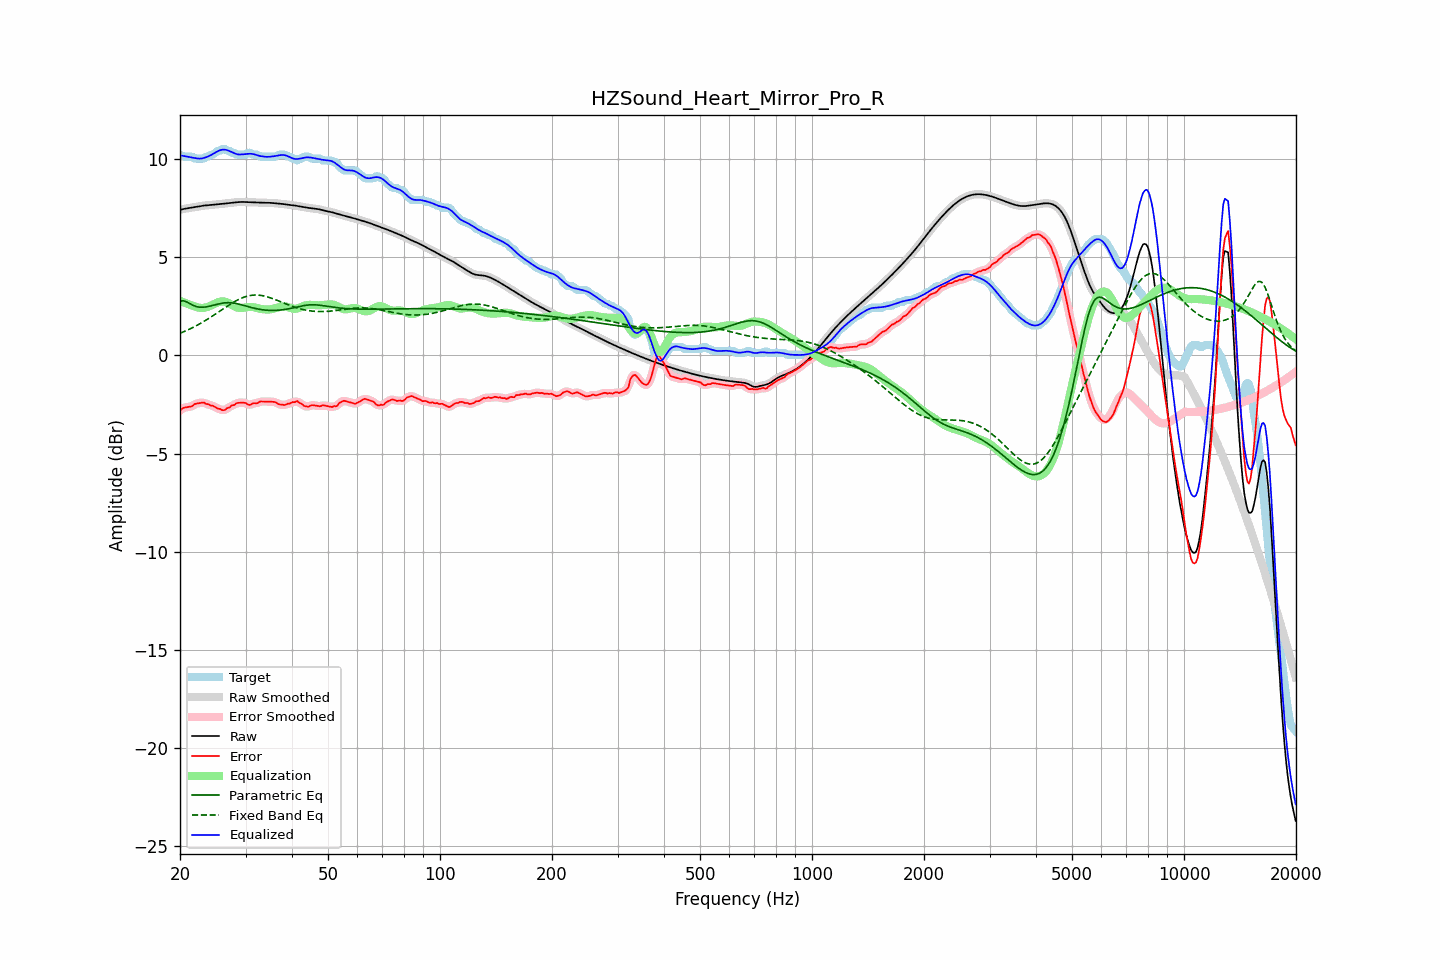 HZSound_Heart_Mirror_Pro_R
10
5
0
−5
−10
−15
−20
−25
Amplitude (dBr)
Target
Raw Smoothed
Error Smoothed
Raw
Error
Equalization
Parametric Eq
Fixed Band Eq
Equalized
20 50 100 200 500 1000 2000 5000 10000 20000
Frequency (Hz)